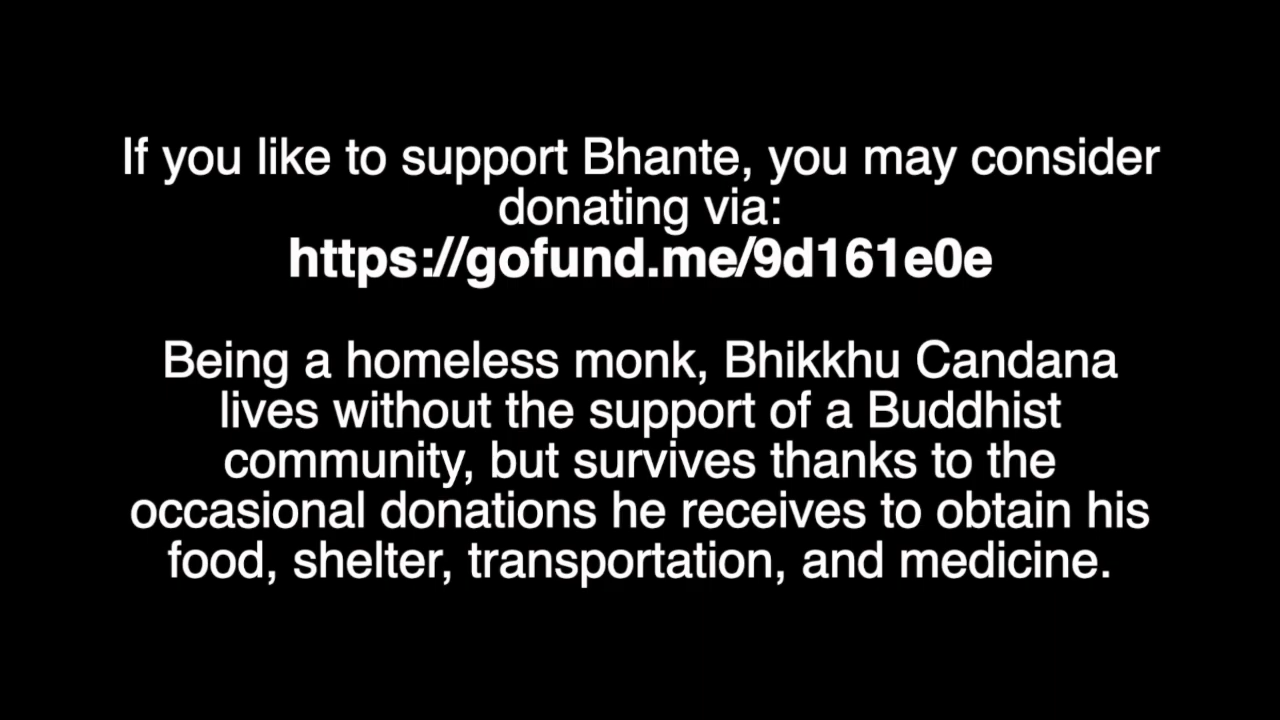 If you like to support Bhante, you may consider
donating via:
https://gofund.me/9d161e0e
Being a homeless monk, Bhikkhu Candana
lives without the support of a Buddhist
community, but survives thanks to the
occasional donations he receives to obtain his
food, shelter, transportation, and medicine.